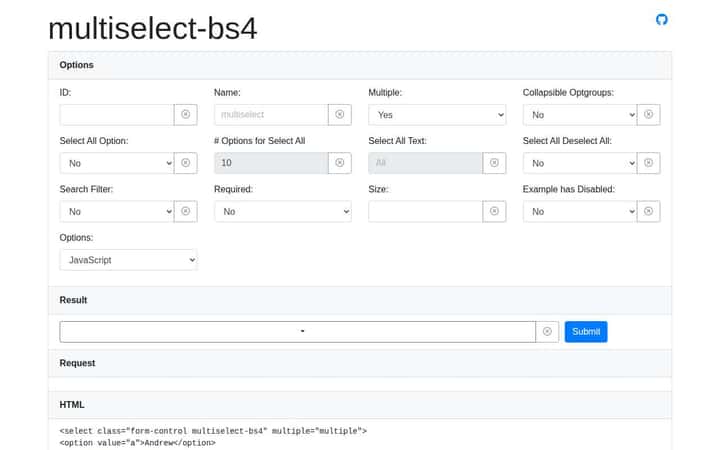 multiselect-bs4
Options
ID: Name: Multiple: Collapsible Optgroups:
multiselect Yes No
Select All Option: # Options for Select All Select All Text: Select All Deselect All:
No 10 All No
Search Filter: Required: Size: Example has Disabled:
No No No
Options:
JavaScript
Result
Submit
Request
HTML
<select class="form-control multiselect-bs4" multiple="multiple">
<option value="a">Andrew</option>